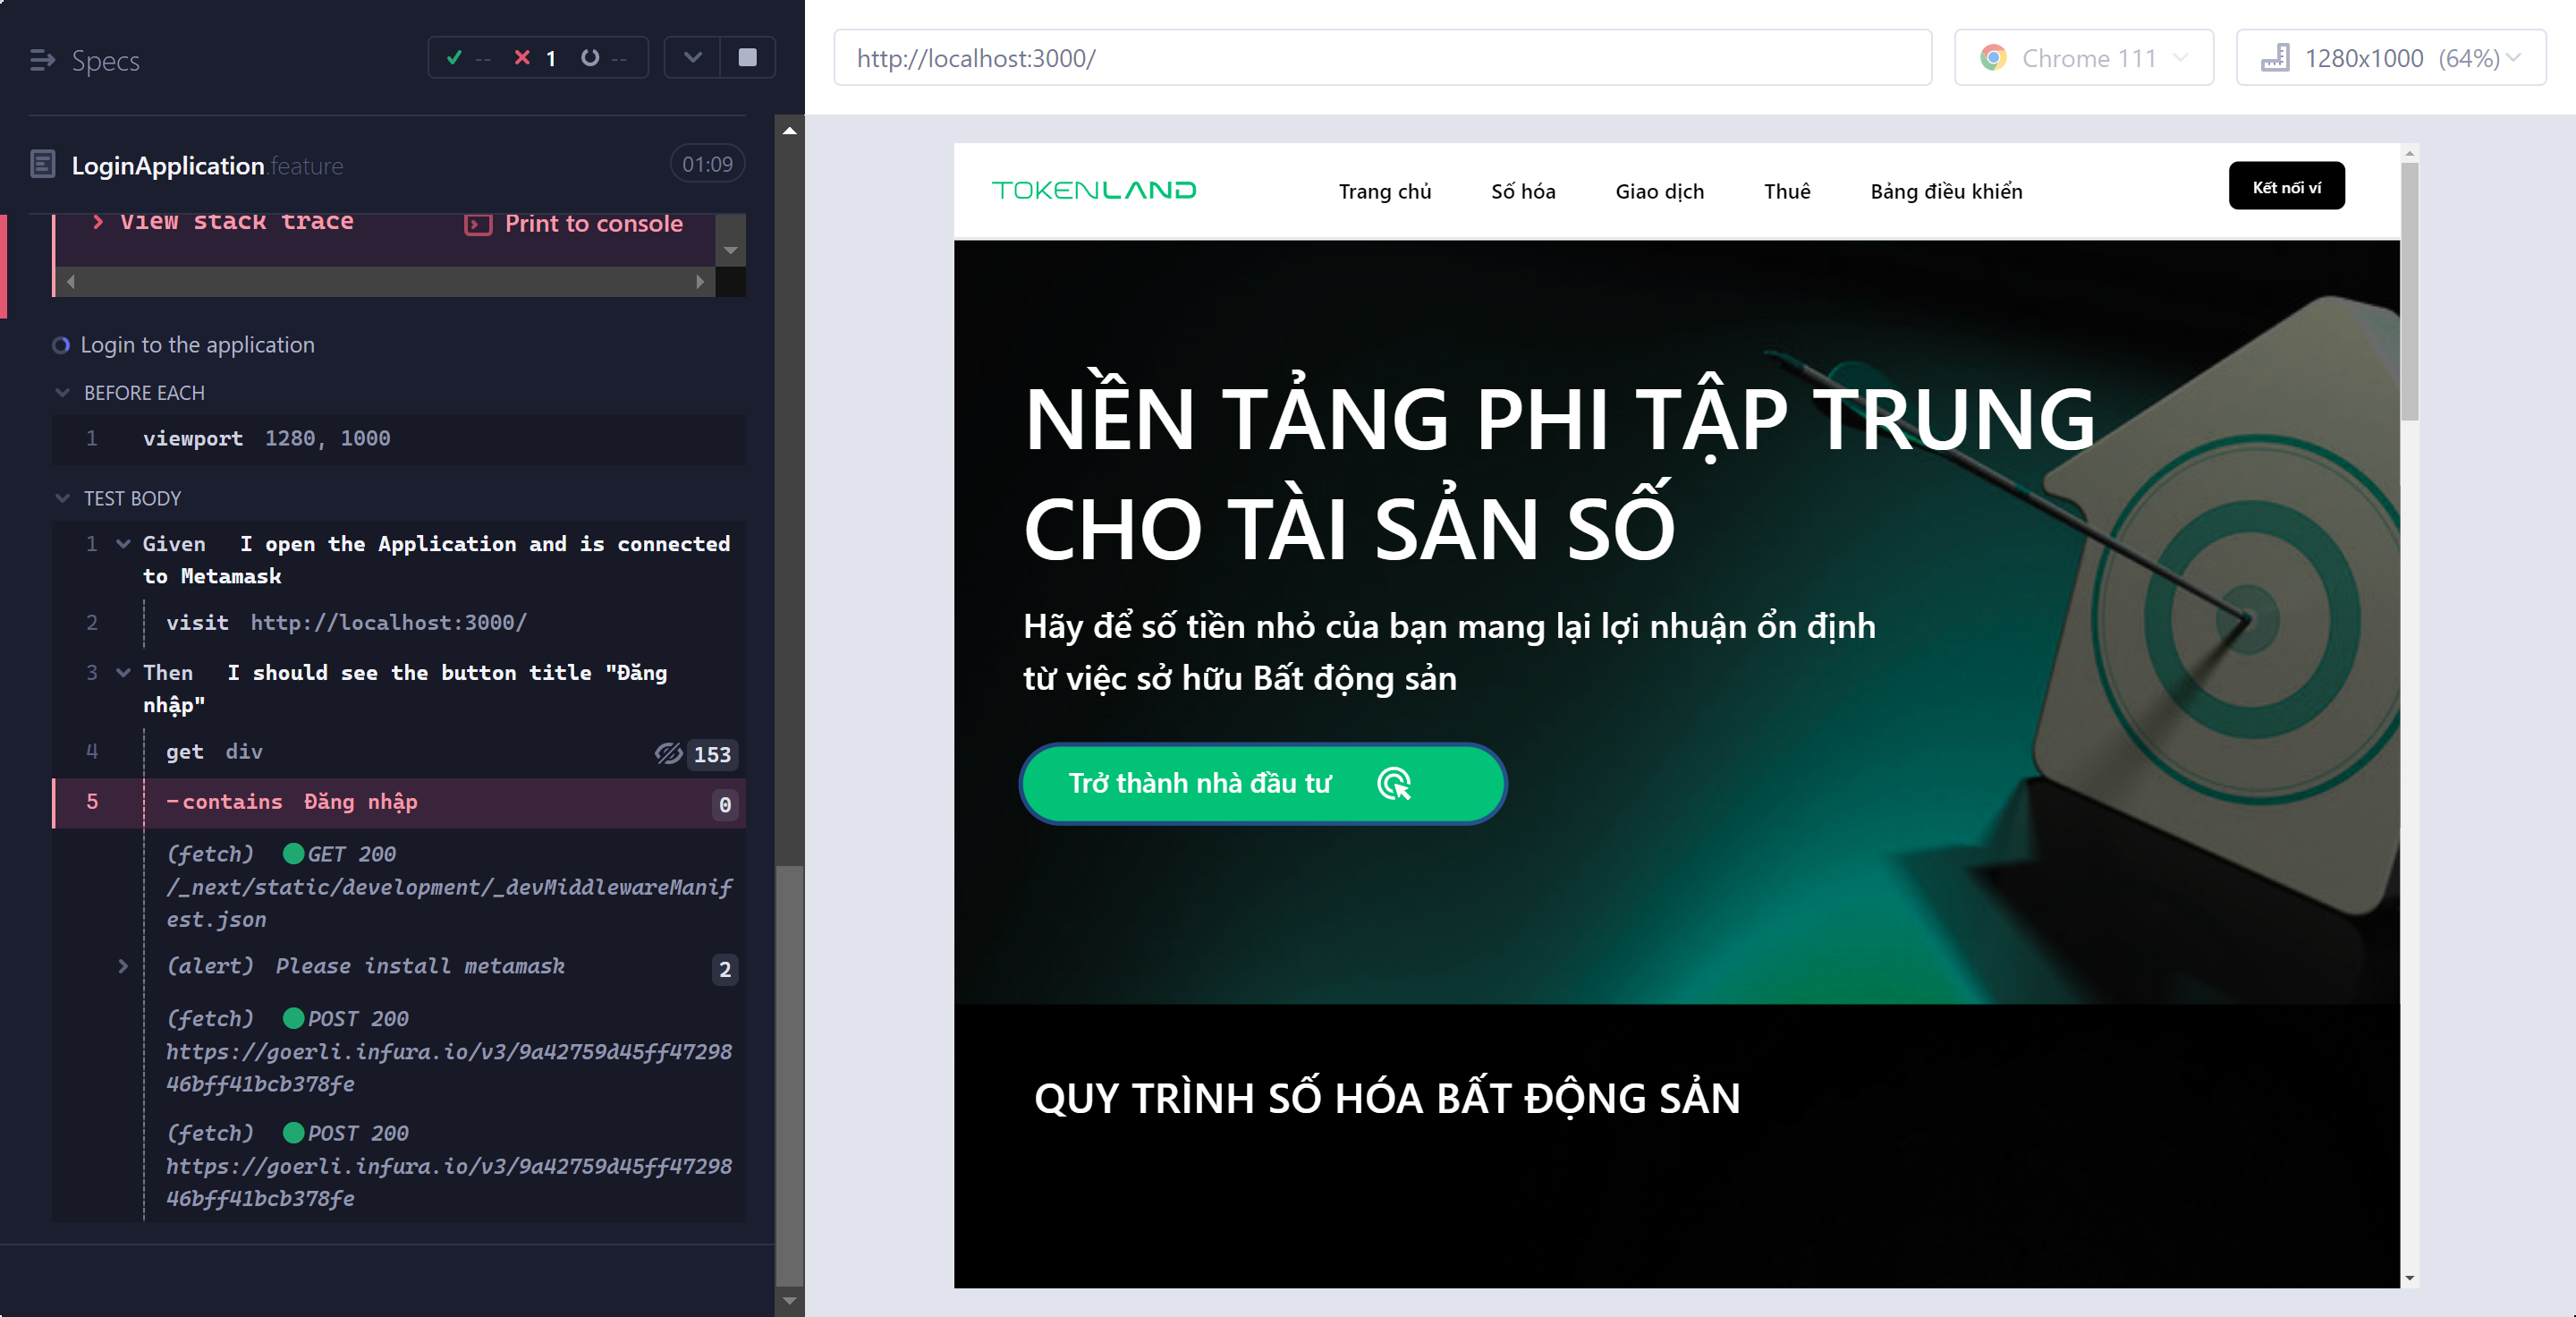 Specs
-- 1 --
LoginApplication.feature 01:09
View stack trace Print to console
Login to the application
BEFORE EACH
1 viewport 1280, 1000
TEST BODY
1 Given I open the Application and is connected
to Metamask
2 visit http://localhost:3000/
3 Then I should see the button title "Đăng
nhập"
4 get div 153
5 -contains Đăng nhập 0
(fetch) GET 200
/_next/static/development/_devMiddlewareManif
est.json
(alert) Please install metamask 2
(fetch) POST 200
https://goerli.infura.io/v3/9a42759d45ff47298
46bff41bcb378fe
(fetch) POST 200
https://goerli.infura.io/v3/9a42759d45ff47298
46bff41bcb378fe
http://localhost:3000/ Chrome 111 1280x1000 (64%)
TOKENLAND Trang chủ Số hóa Giao dịch Thuê Bảng điều khiển Kết nối ví
NỀN TẢNG PHI TẬP TRUNG
CHO TÀI SẢN SỐ
Hãy để số tiền nhỏ của bạn mang lại lợi nhuận ổn định
từ việc sở hữu Bất động sản
Trở thành nhà đầu tư
QUY TRÌNH SỐ HÓA BẤT ĐỘNG SẢN